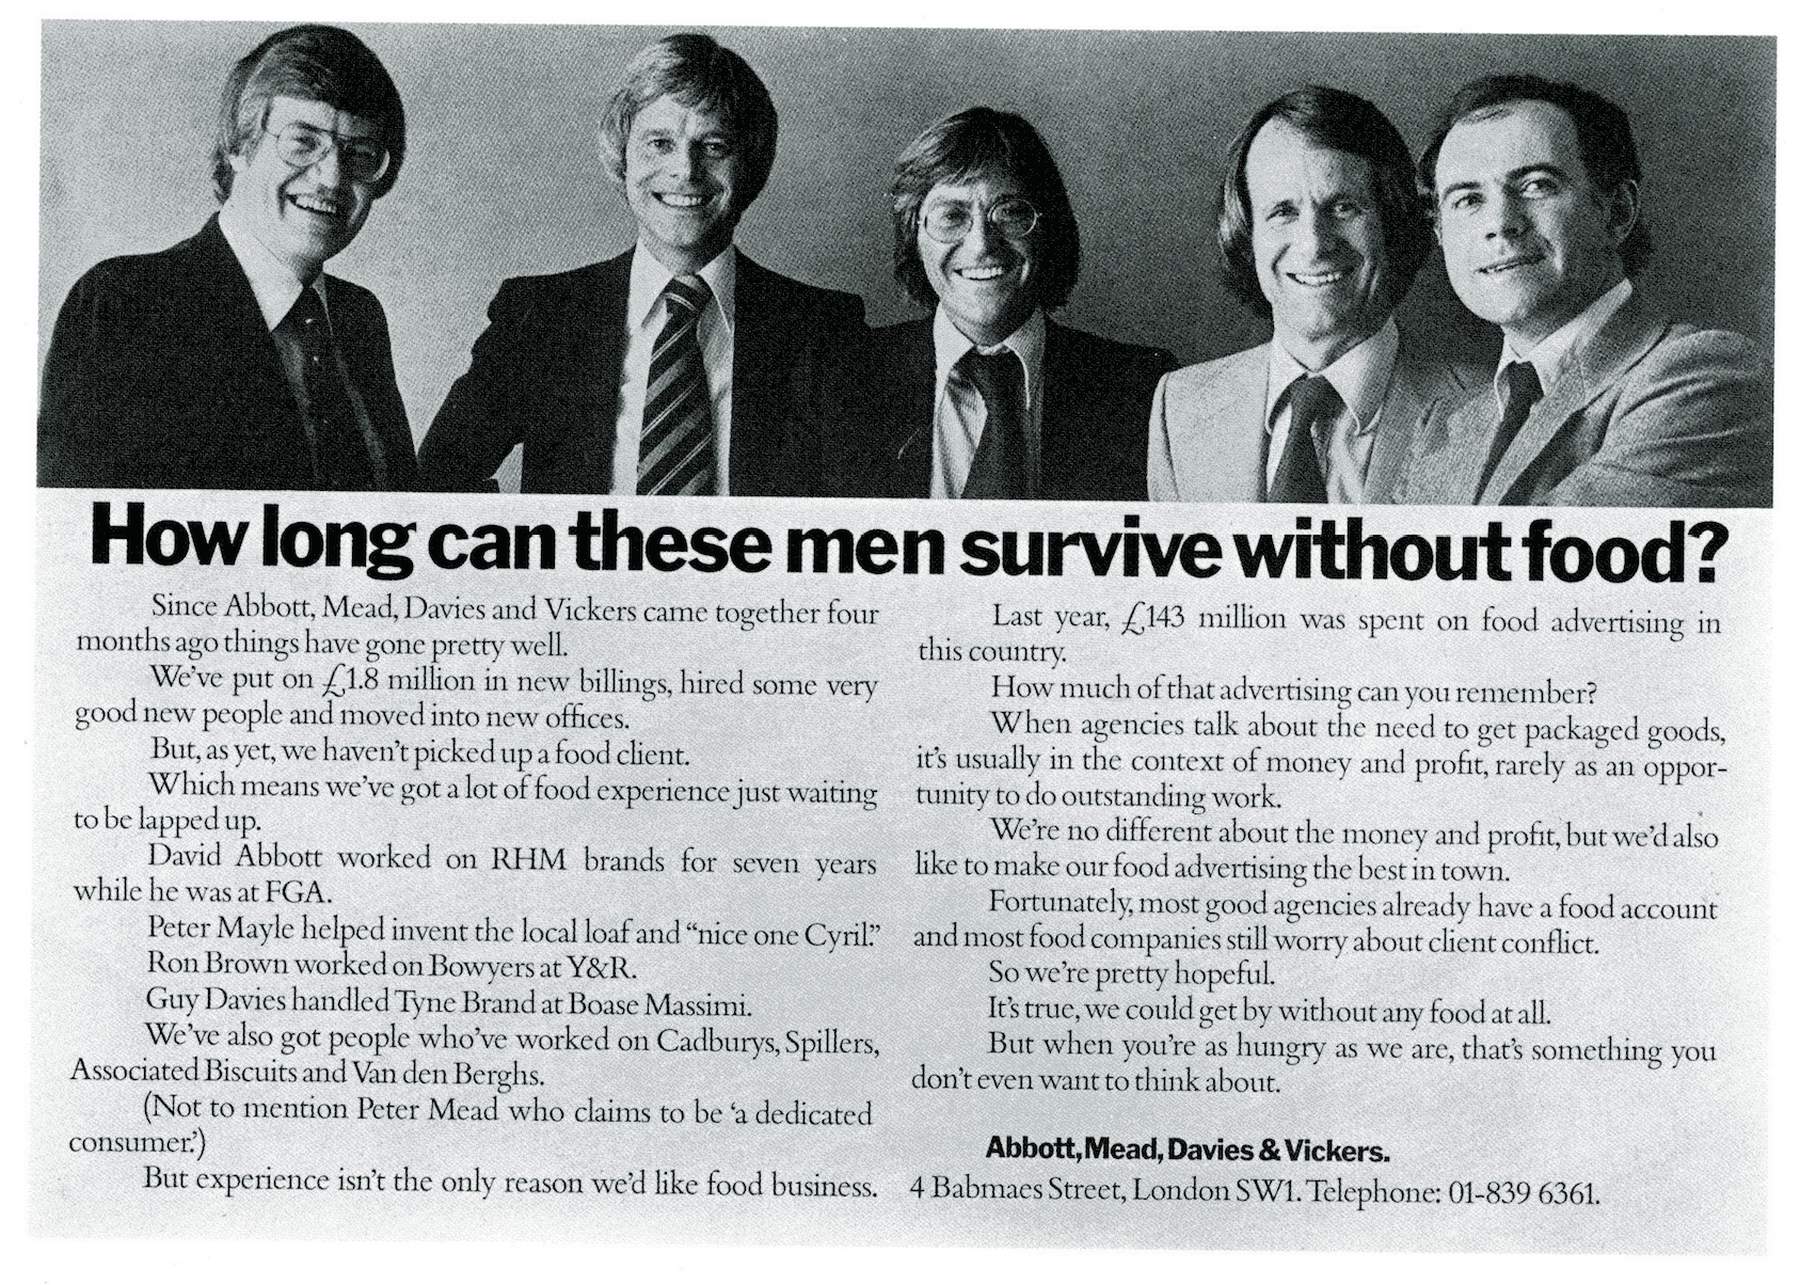 How long can these men survive without food?
Since Abbott, Mead, Davies and Vickers came together four
months ago things have gone pretty well.
We've put on £1.8 million in new billings, hired some very
good new people and moved into new offices.
But, as yet, we haven't picked up a food client.
Which means we've got a lot of food experience just waiting
to be lapped up.
David Abbott worked on RHM brands for seven years
while he was at FGA.
Peter Mayle helped invent the local loaf and “nice one Cyril.”
Ron Brown worked on Bowyers at Y&R.
Guy Davies handled Tyne Brand at Boase Massimi.
We've also got people who've worked on Cadburys, Spillers,
Associated Biscuits and Van den Berghs.
(Not to mention Peter Mead who claims to be ‘a dedicated
consumer.’)
But experience isn't the only reason we'd like food business.
Last year, £143 million was spent on food advertising in
this country.
How much of that advertising can you remember?
When agencies talk about the need to get packaged goods,
it's usually in the context of money and profit, rarely as an oppor-
tunity to do outstanding work.
We're no different about the money and profit, but we'd also
like to make our food advertising the best in town.
Fortunately, most good agencies already have a food account
and most food companies still worry about client conflict.
So we're pretty hopeful.
It's true, we could get by without any food at all.
But when you're as hungry as we are, that's something you
don't even want to think about.
Abbott, Mead, Davies & Vickers.
4 Babmaes Street, London SW1. Telephone: 01-839 6361.